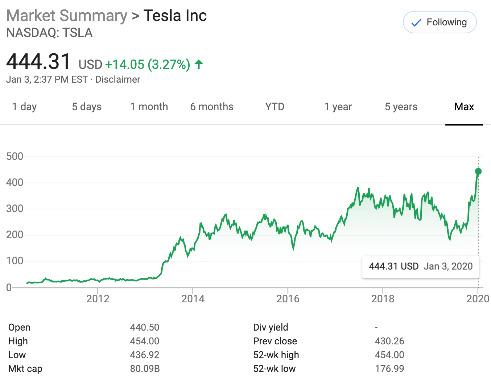 Market Summary > Tesla Inc
Following
NASDAQ: TSLA
444.31 USD +14.05 (3.27%) ↑
Jan 3, 2:37 PM EST · Disclaimer
1 day 5 days 1 month 6 months YTD 1 year 5 years Max
500
400
300
200
100
0
444.31 USD Jan 3, 2020
2012 2014 2016 2018 2020
Open 440.50 Div yield -
High 454.00 Prev close 430.26
Low 436.92 52-wk high 454.00
Mkt cap 80.09B 52-wk low 176.99